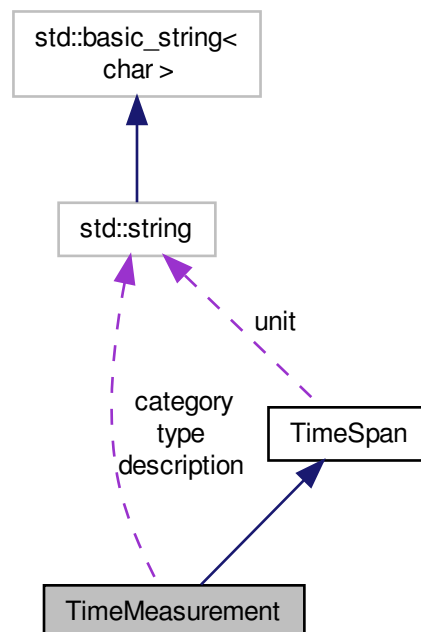 std::basic_string<
char >
std::string
unit
category
type
description
TimeSpan
TimeMeasurement